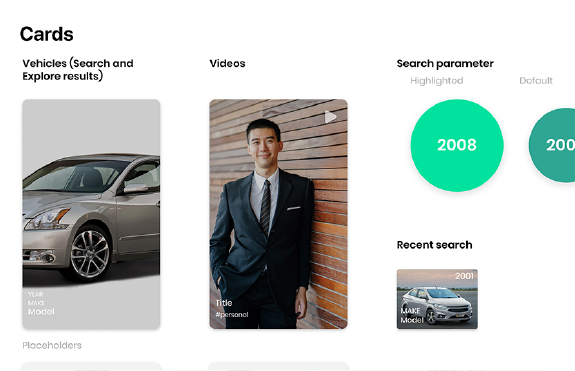 Cards
Vehicles (Search and
Explore results)
Videos
Search parameter
Highlighted
Default
2008
200
Title
#personal
YEAR
MAKE
Model
Recent search
2001
MAKE
Model
Placeholders